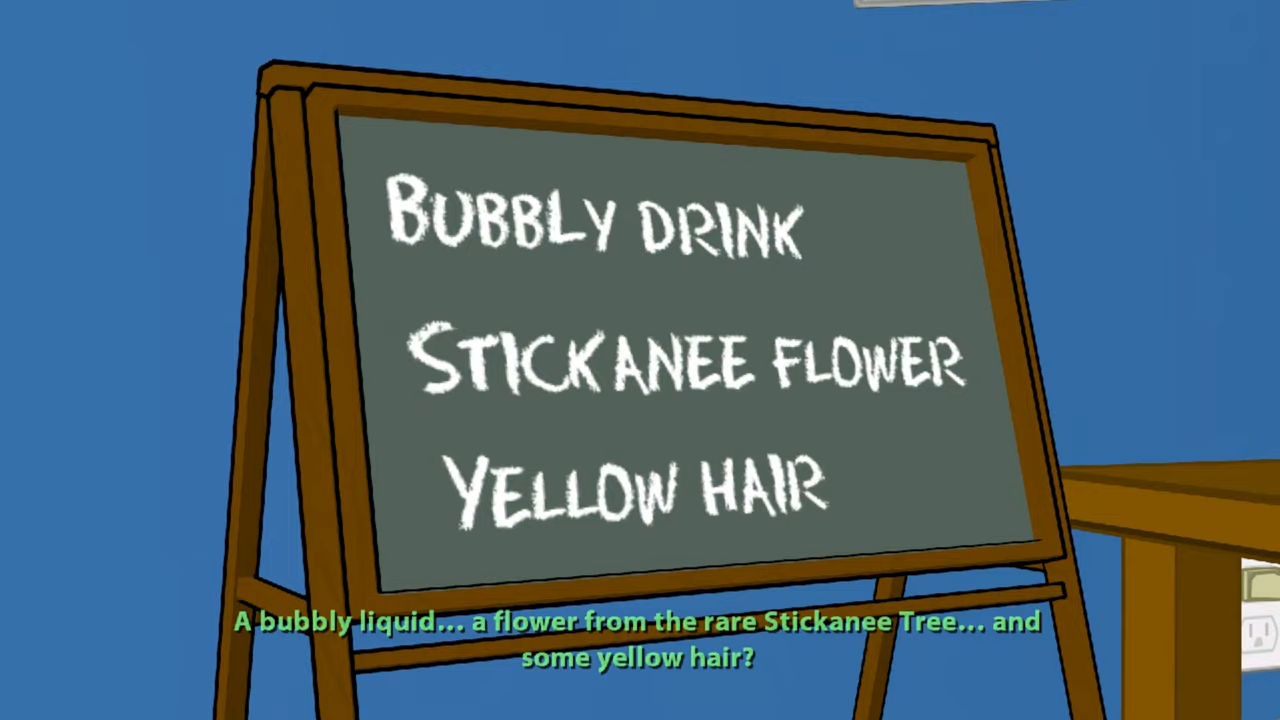 BUBBLY DRINK
STICKANEE FLOWER
YELLOW HAIR
A bubbly liquid... a flower from the rare Stickanee Tree... and
some yellow hair?